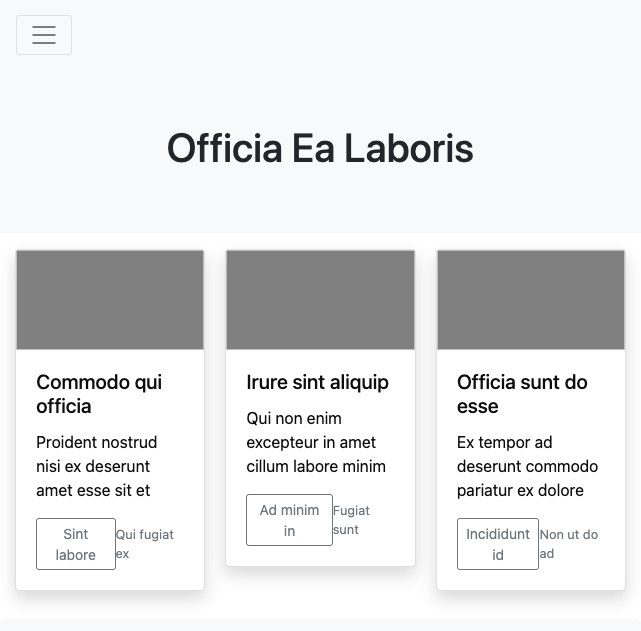 Officia Ea Laboris
Commodo qui
officia
Proident nostrud
nisi ex deserunt
amet esse sit et
Sint
labore
Qui fugiat
ex
Irure sint aliquip
Qui non enim
excepteur in amet
cillum labore minim
Ad minim
in
Fugiat
sunt
Officia sunt do
esse
Ex tempor ad
deserunt commodo
pariatur ex dolore
Incididunt
id
Non ut do
ad